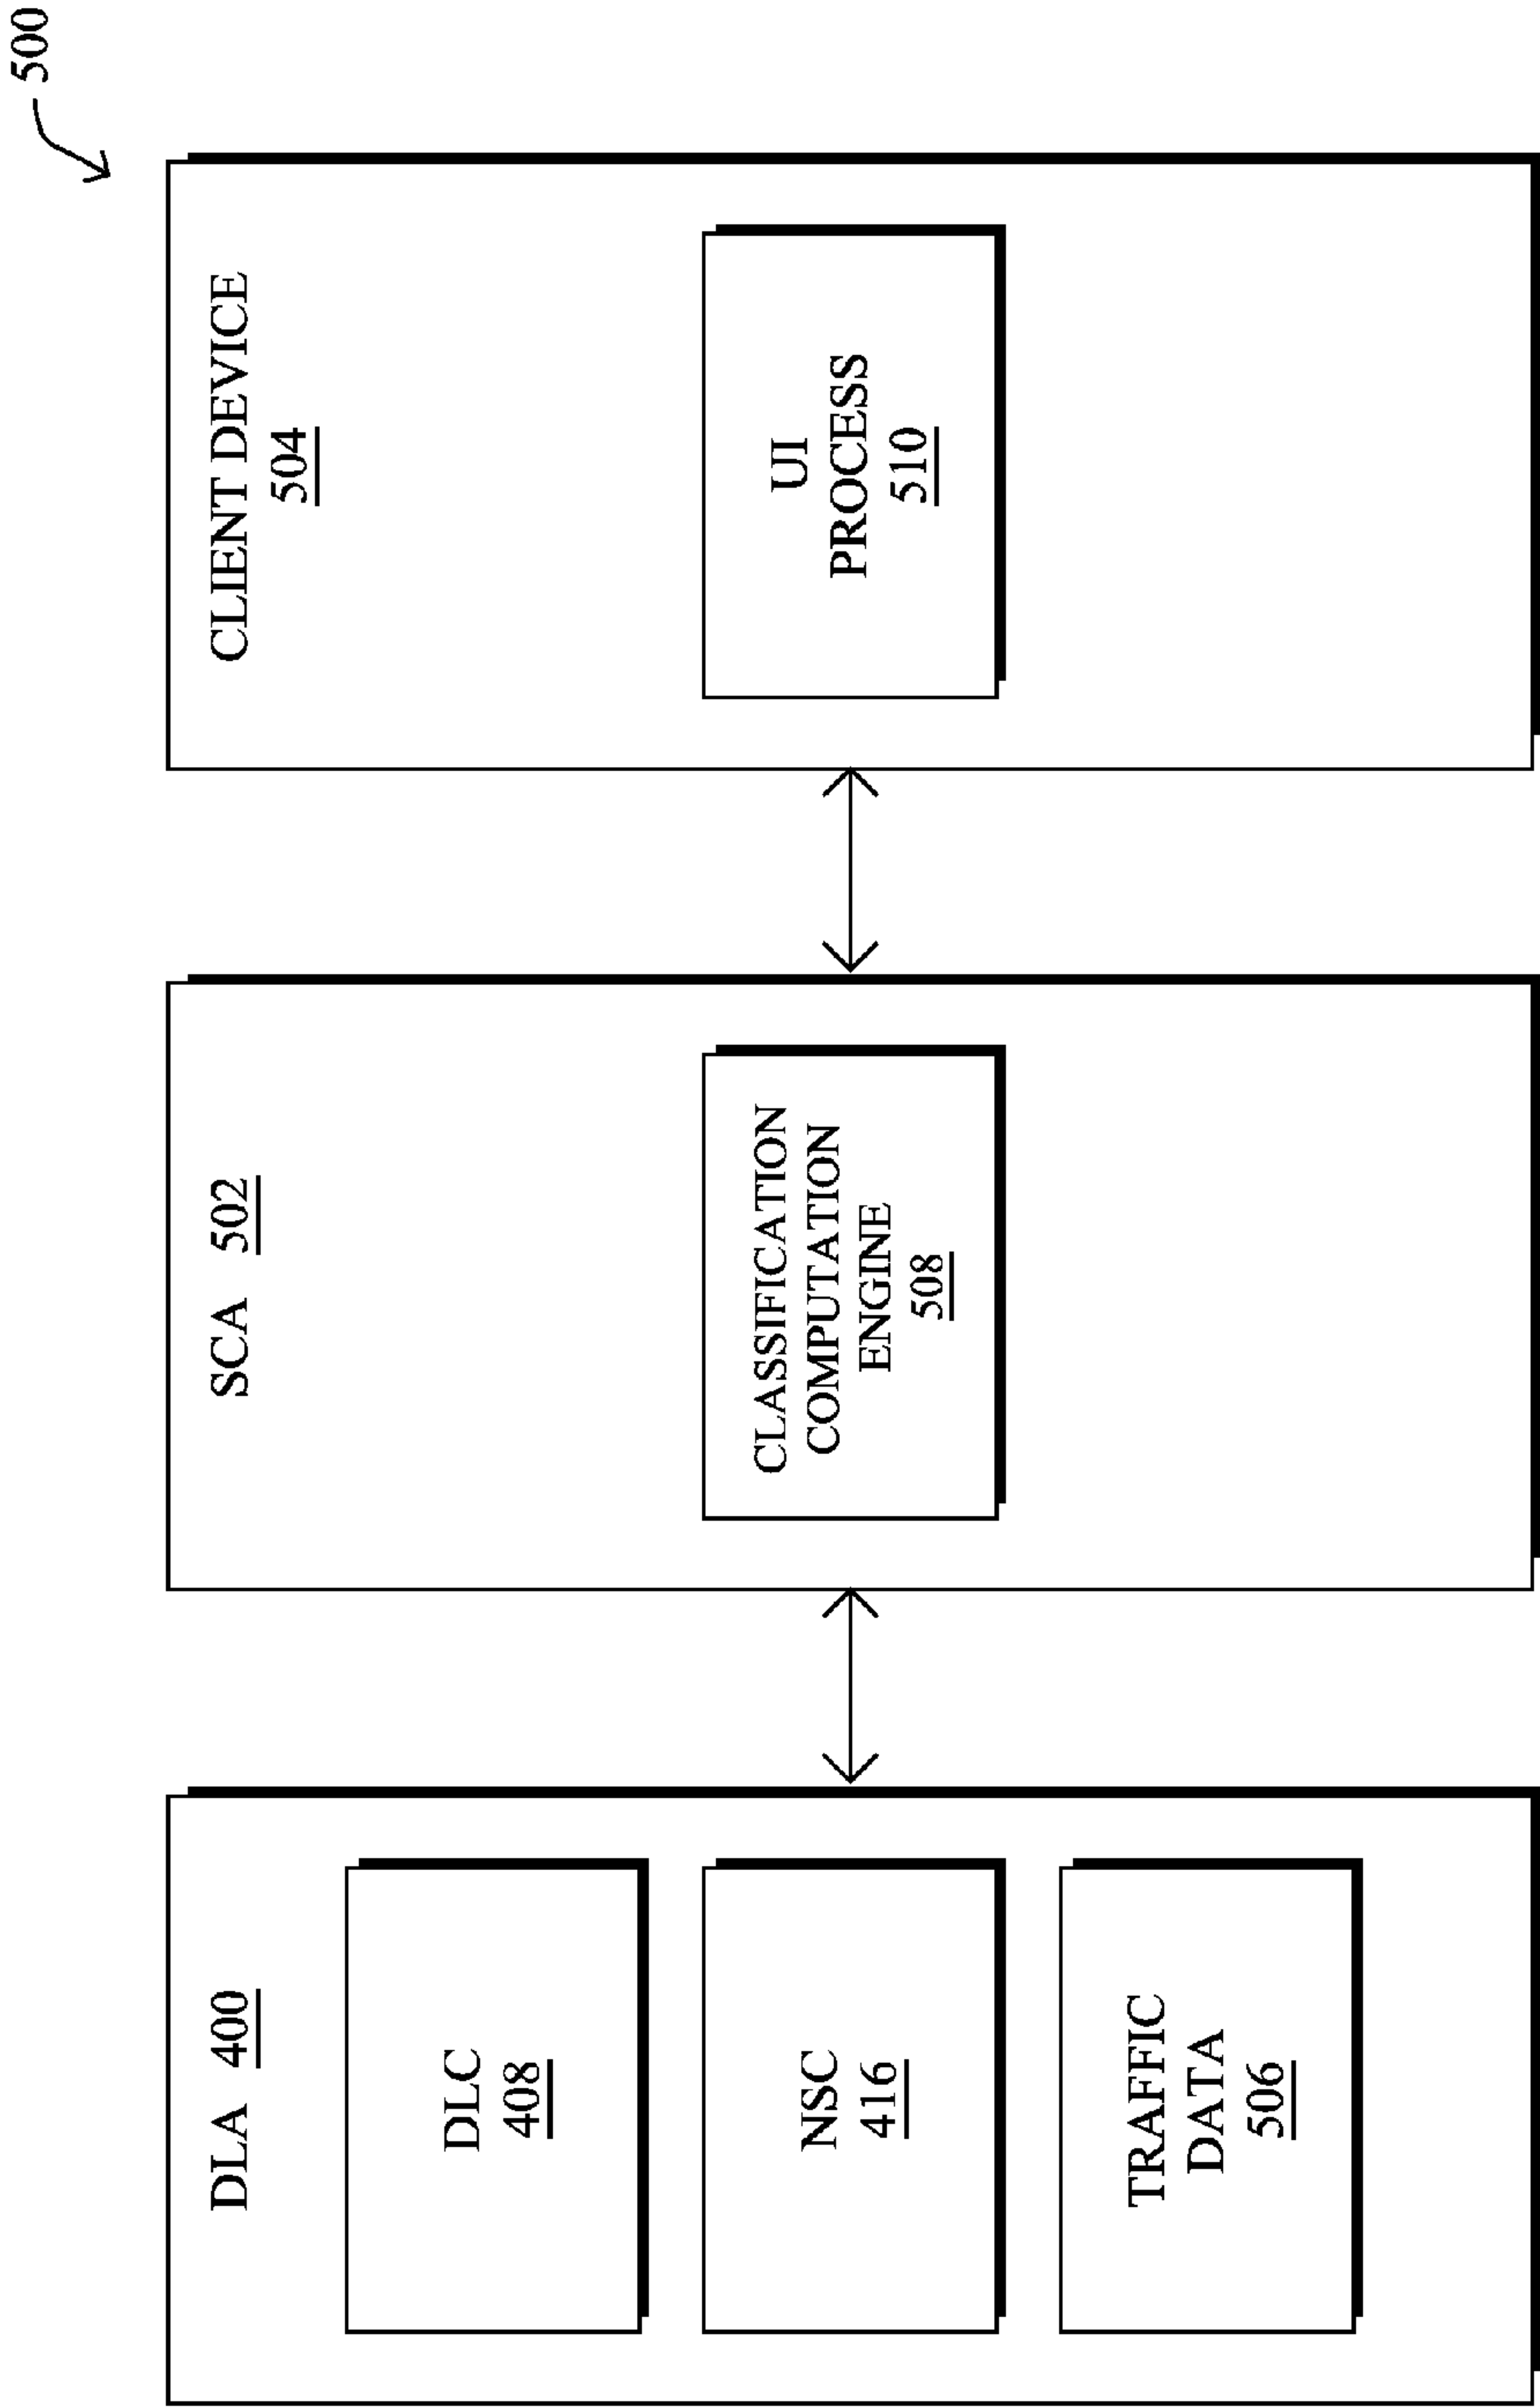 500
DLA 400
DLC
408
NSC
416
TRAFFIC
DATA
506
SCA 502
CLASSIFICATION
COMPUTATION
ENGINE
508
CLIENT DEVICE
504
UI
PROCESS
510